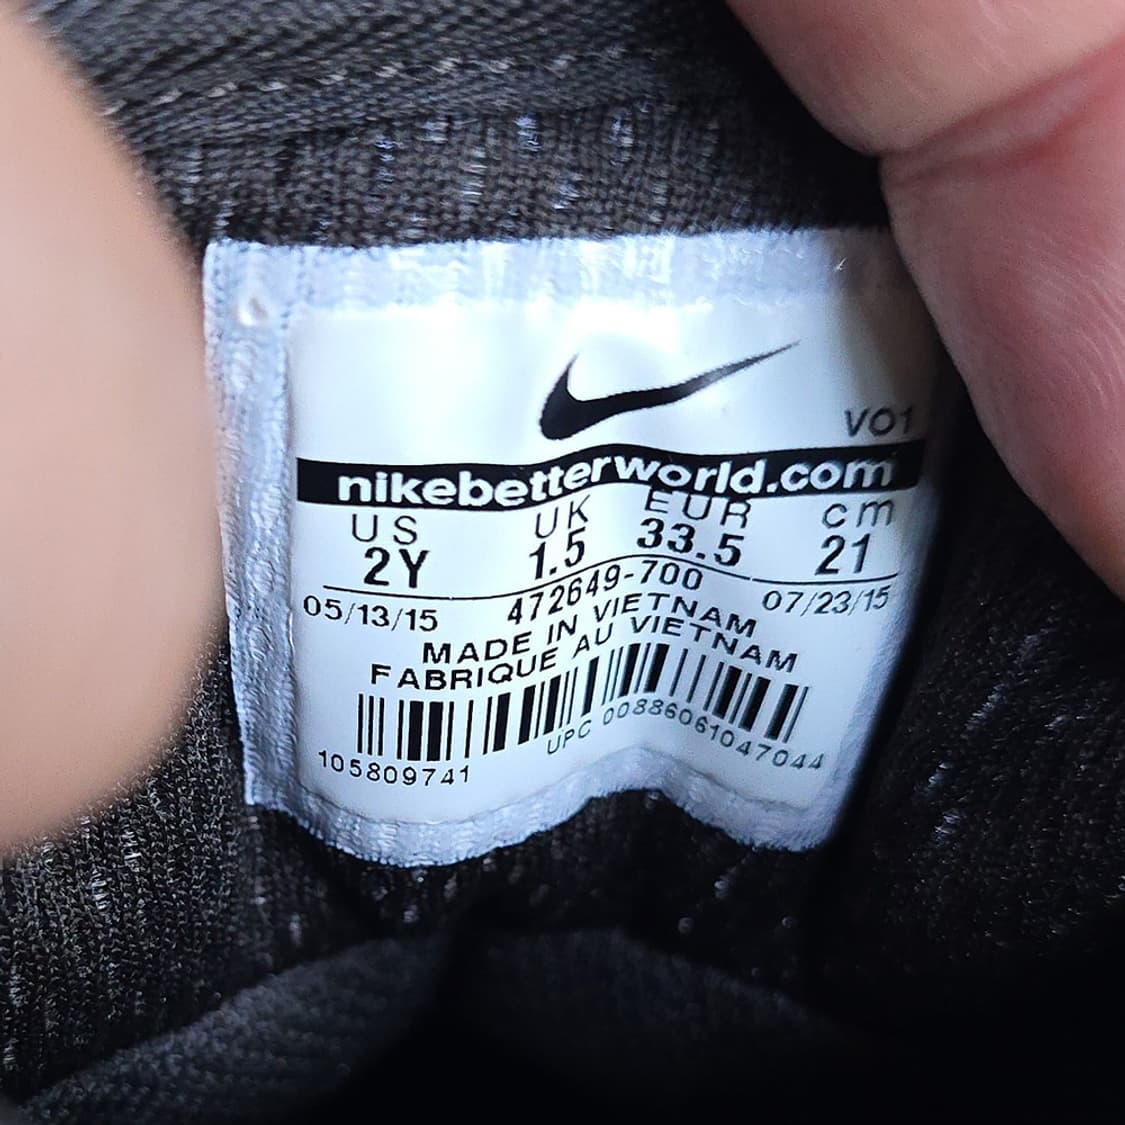 VO1
nikebetterworld.com
US UK EUR cm
2Y 1.5 33.5 21
05/13/15 472649-700 07/23/15
MADE IN VIETNAM
FABRIQUE AU VIETNAM
105809741 UPC 00886061047044